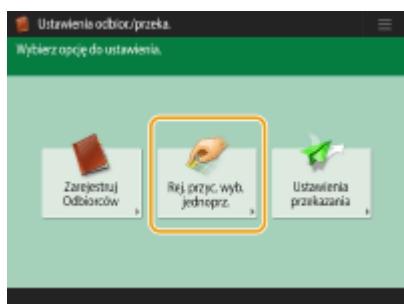 Ustawienia odbior./przeka.
Wybierz opcję do ustawienia.
Zarejestruj
Odbiorców
Rej. przyc. wyb.
jednoprz.
Ustawienia
przekazania